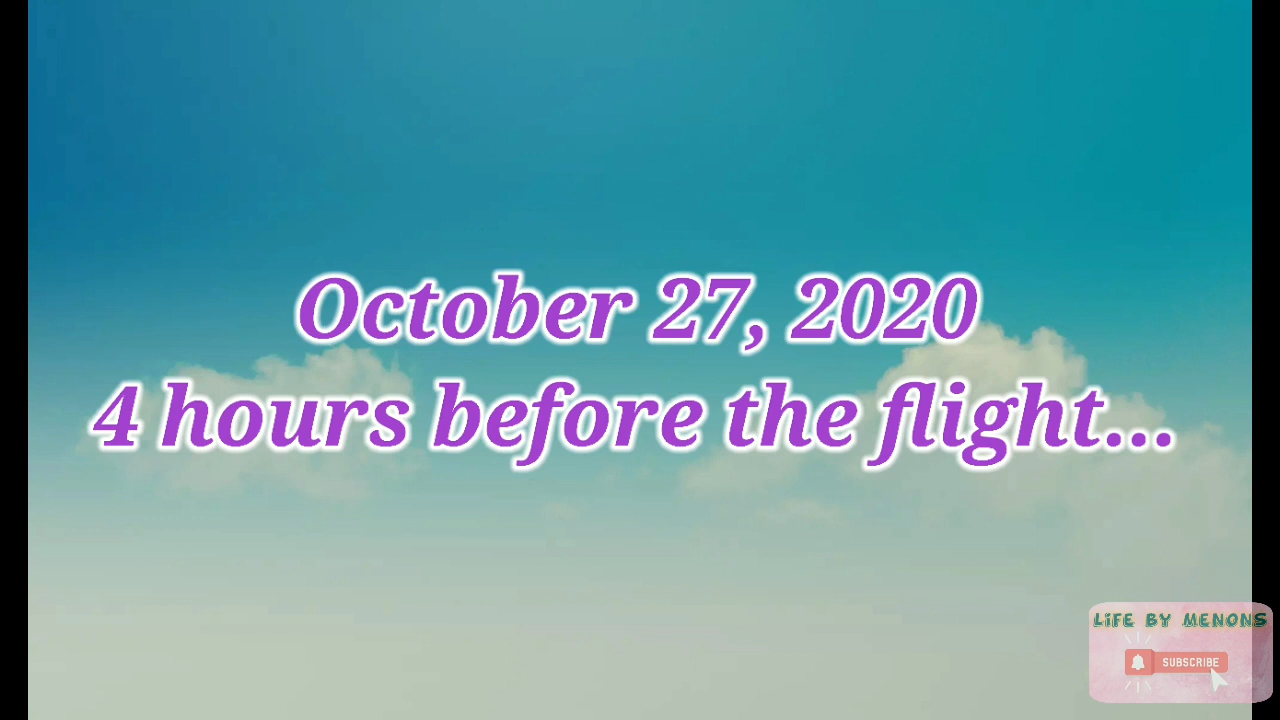 October 27, 2020
4 hours before the flight...
LiFE BY MENONS
SUBSCRIBE